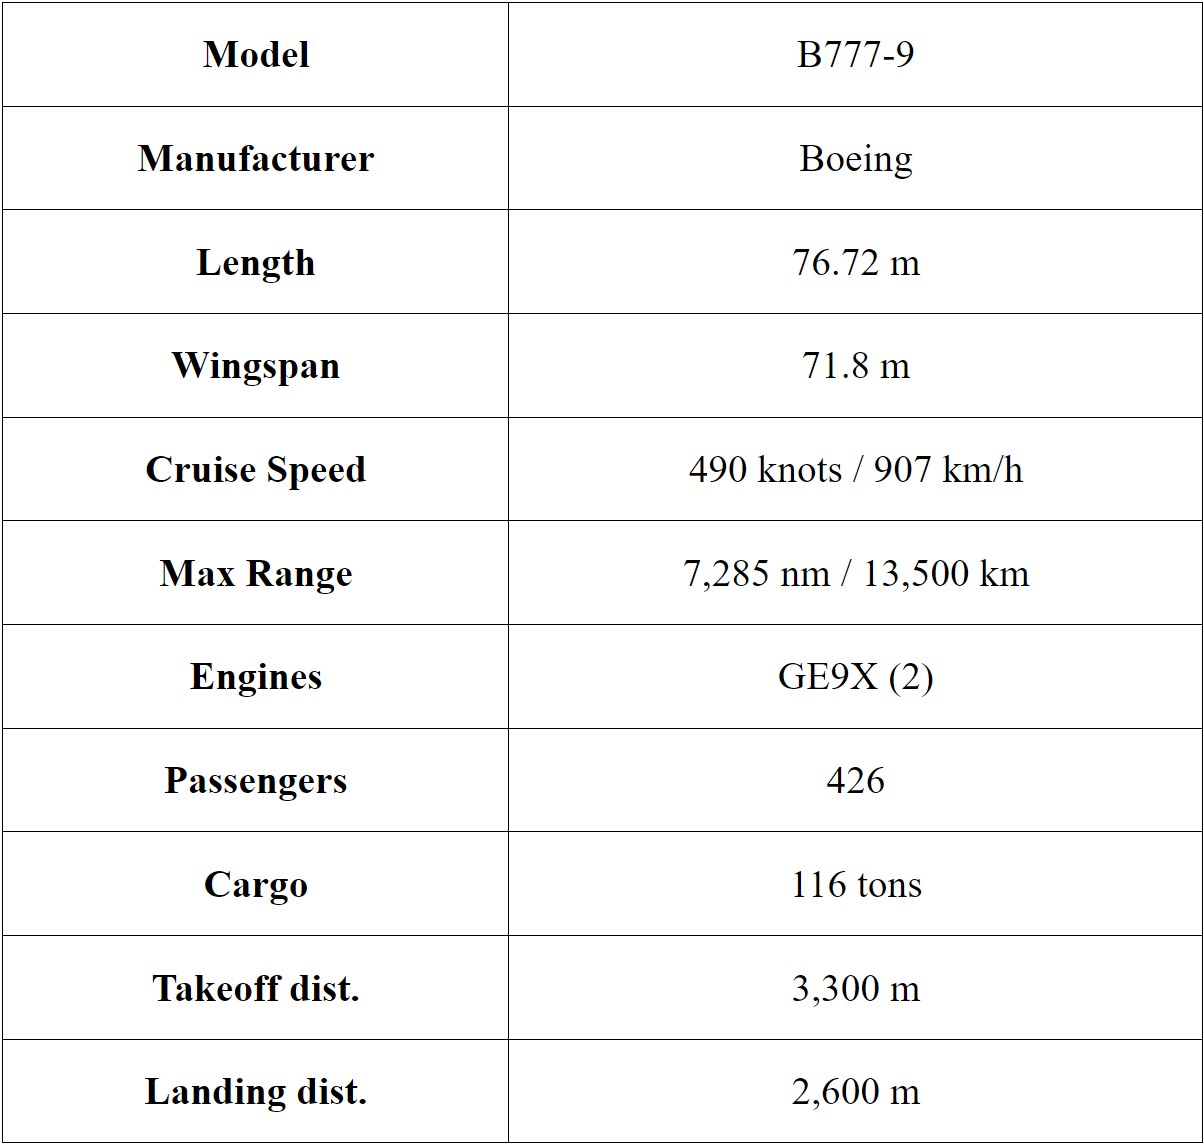 Model B777-9
Manufacturer Boeing
Length 76.72 m
Wingspan 71.8 m
Cruise Speed 490 knots / 907 km/h
Max Range 7,285 nm / 13,500 km
Engines GE9X (2)
Passengers 426
Cargo 116 tons
Takeoff dist. 3,300 m
Landing dist. 2,600 m